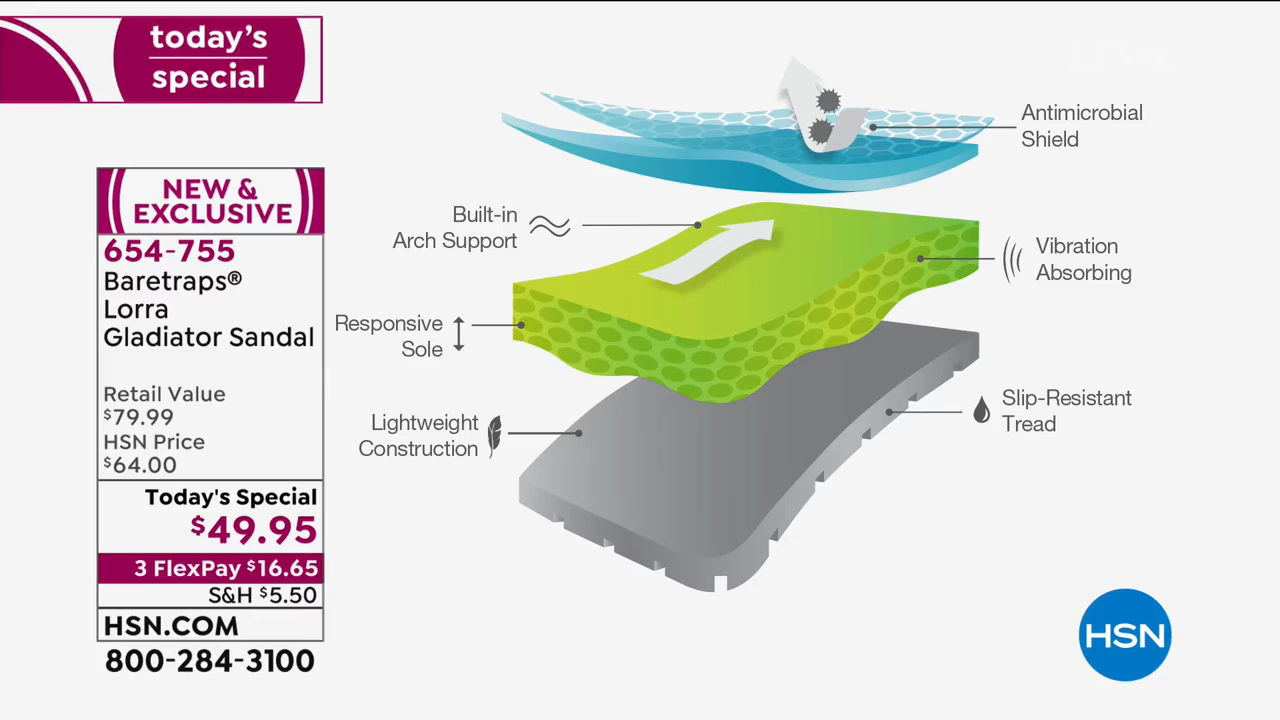 today's
special
NEW &
EXCLUSIVE
654-755
Baretraps®
Lorra
Gladiator Sandal
Retail Value
$79.99
HSN Price
$64.00
Today's Special
$49.95
3 FlexPay $16.65
S&H $5.50
HSN.COM
800-284-3100
Antimicrobial
Shield
Built-in
Arch Support
Vibration
Absorbing
Responsive
Sole
Lightweight
Construction
Slip-Resistant
Tread
HSN